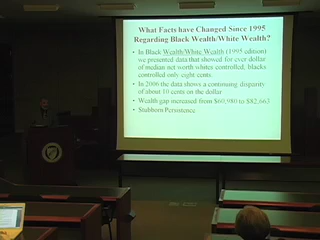 What Facts have Changed Since 1995
Regarding Black Wealth/White Wealth?
• In Black Wealth/White Wealth (1995 edition)
we presented data that showed for ever dollar
of median net worth whites controlled, blacks
controlled only eight cents.
• In 2006 the data shows a continuing disparity
of about 10 cents on the dollar
• Wealth gap increased from $60,980 to $82,663
• Stubborn Persistence